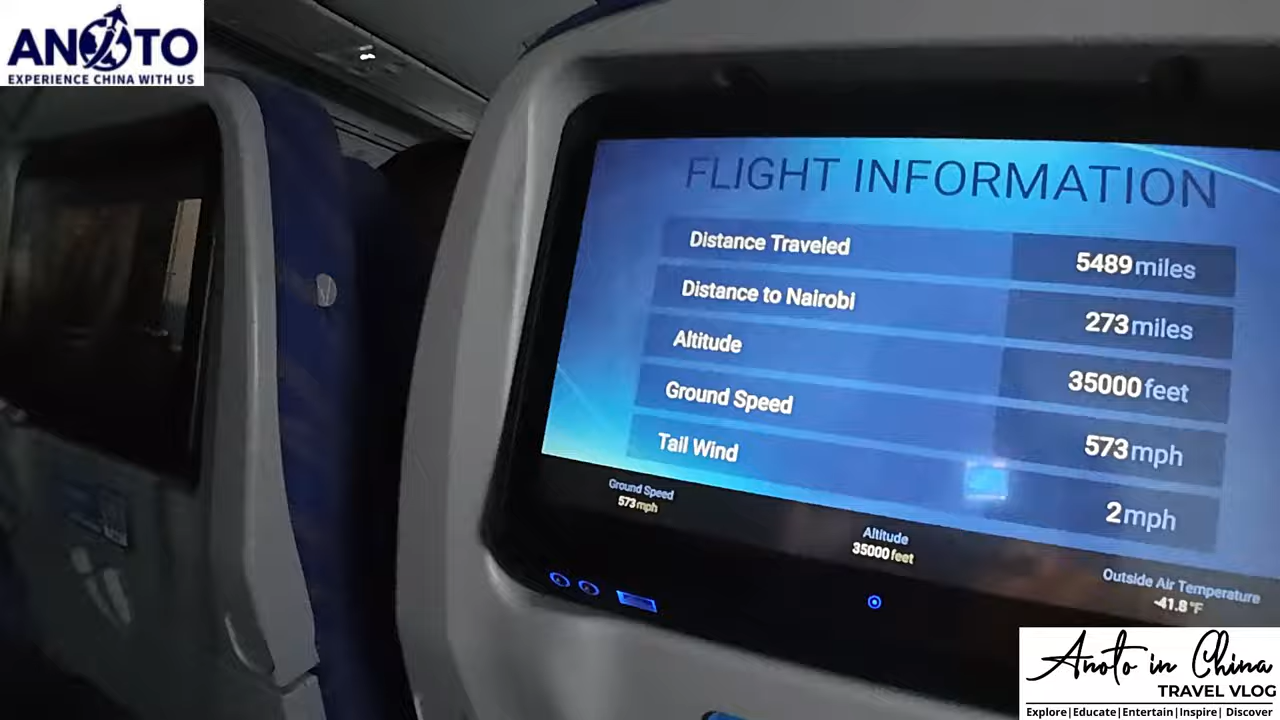 ANOTO
EXPERIENCE CHINA WITH US
FLIGHT INFORMATION
Distance Traveled 5489 miles
Distance to Nairobi 273 miles
Altitude 35000 feet
Ground Speed 573 mph
Tail Wind 2 mph
Ground Speed
573 mph
Altitude
35000 feet
Outside Air Temperature
-41.8 °F
Anoto in China
TRAVEL VLOG
Explore|Educate|Entertain|Inspire| Discover